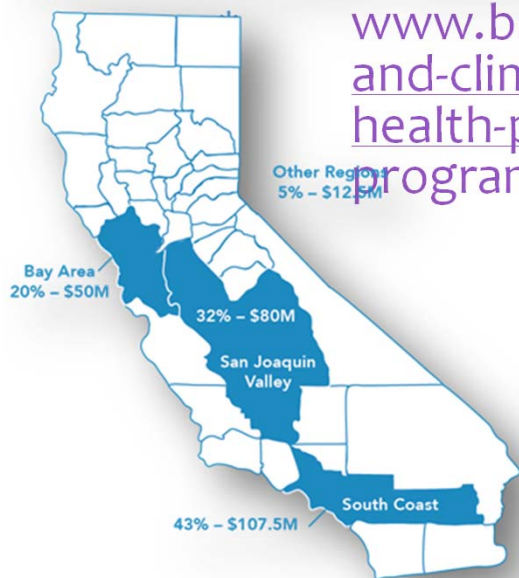 www.b
and-clin
health-p
program
Other Regions
5% – $12.5M
Bay Area
20% – $50M
32% – $80M
San Joaquin
Valley
South Coast
43% – $107.5M